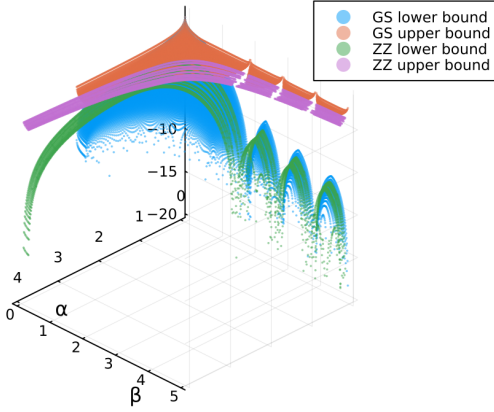 GS lower bound
GS upper bound
ZZ lower bound
ZZ upper bound
−10
−15
0
−20
1
2
3
4
α
0
1
2
3
4
5
β